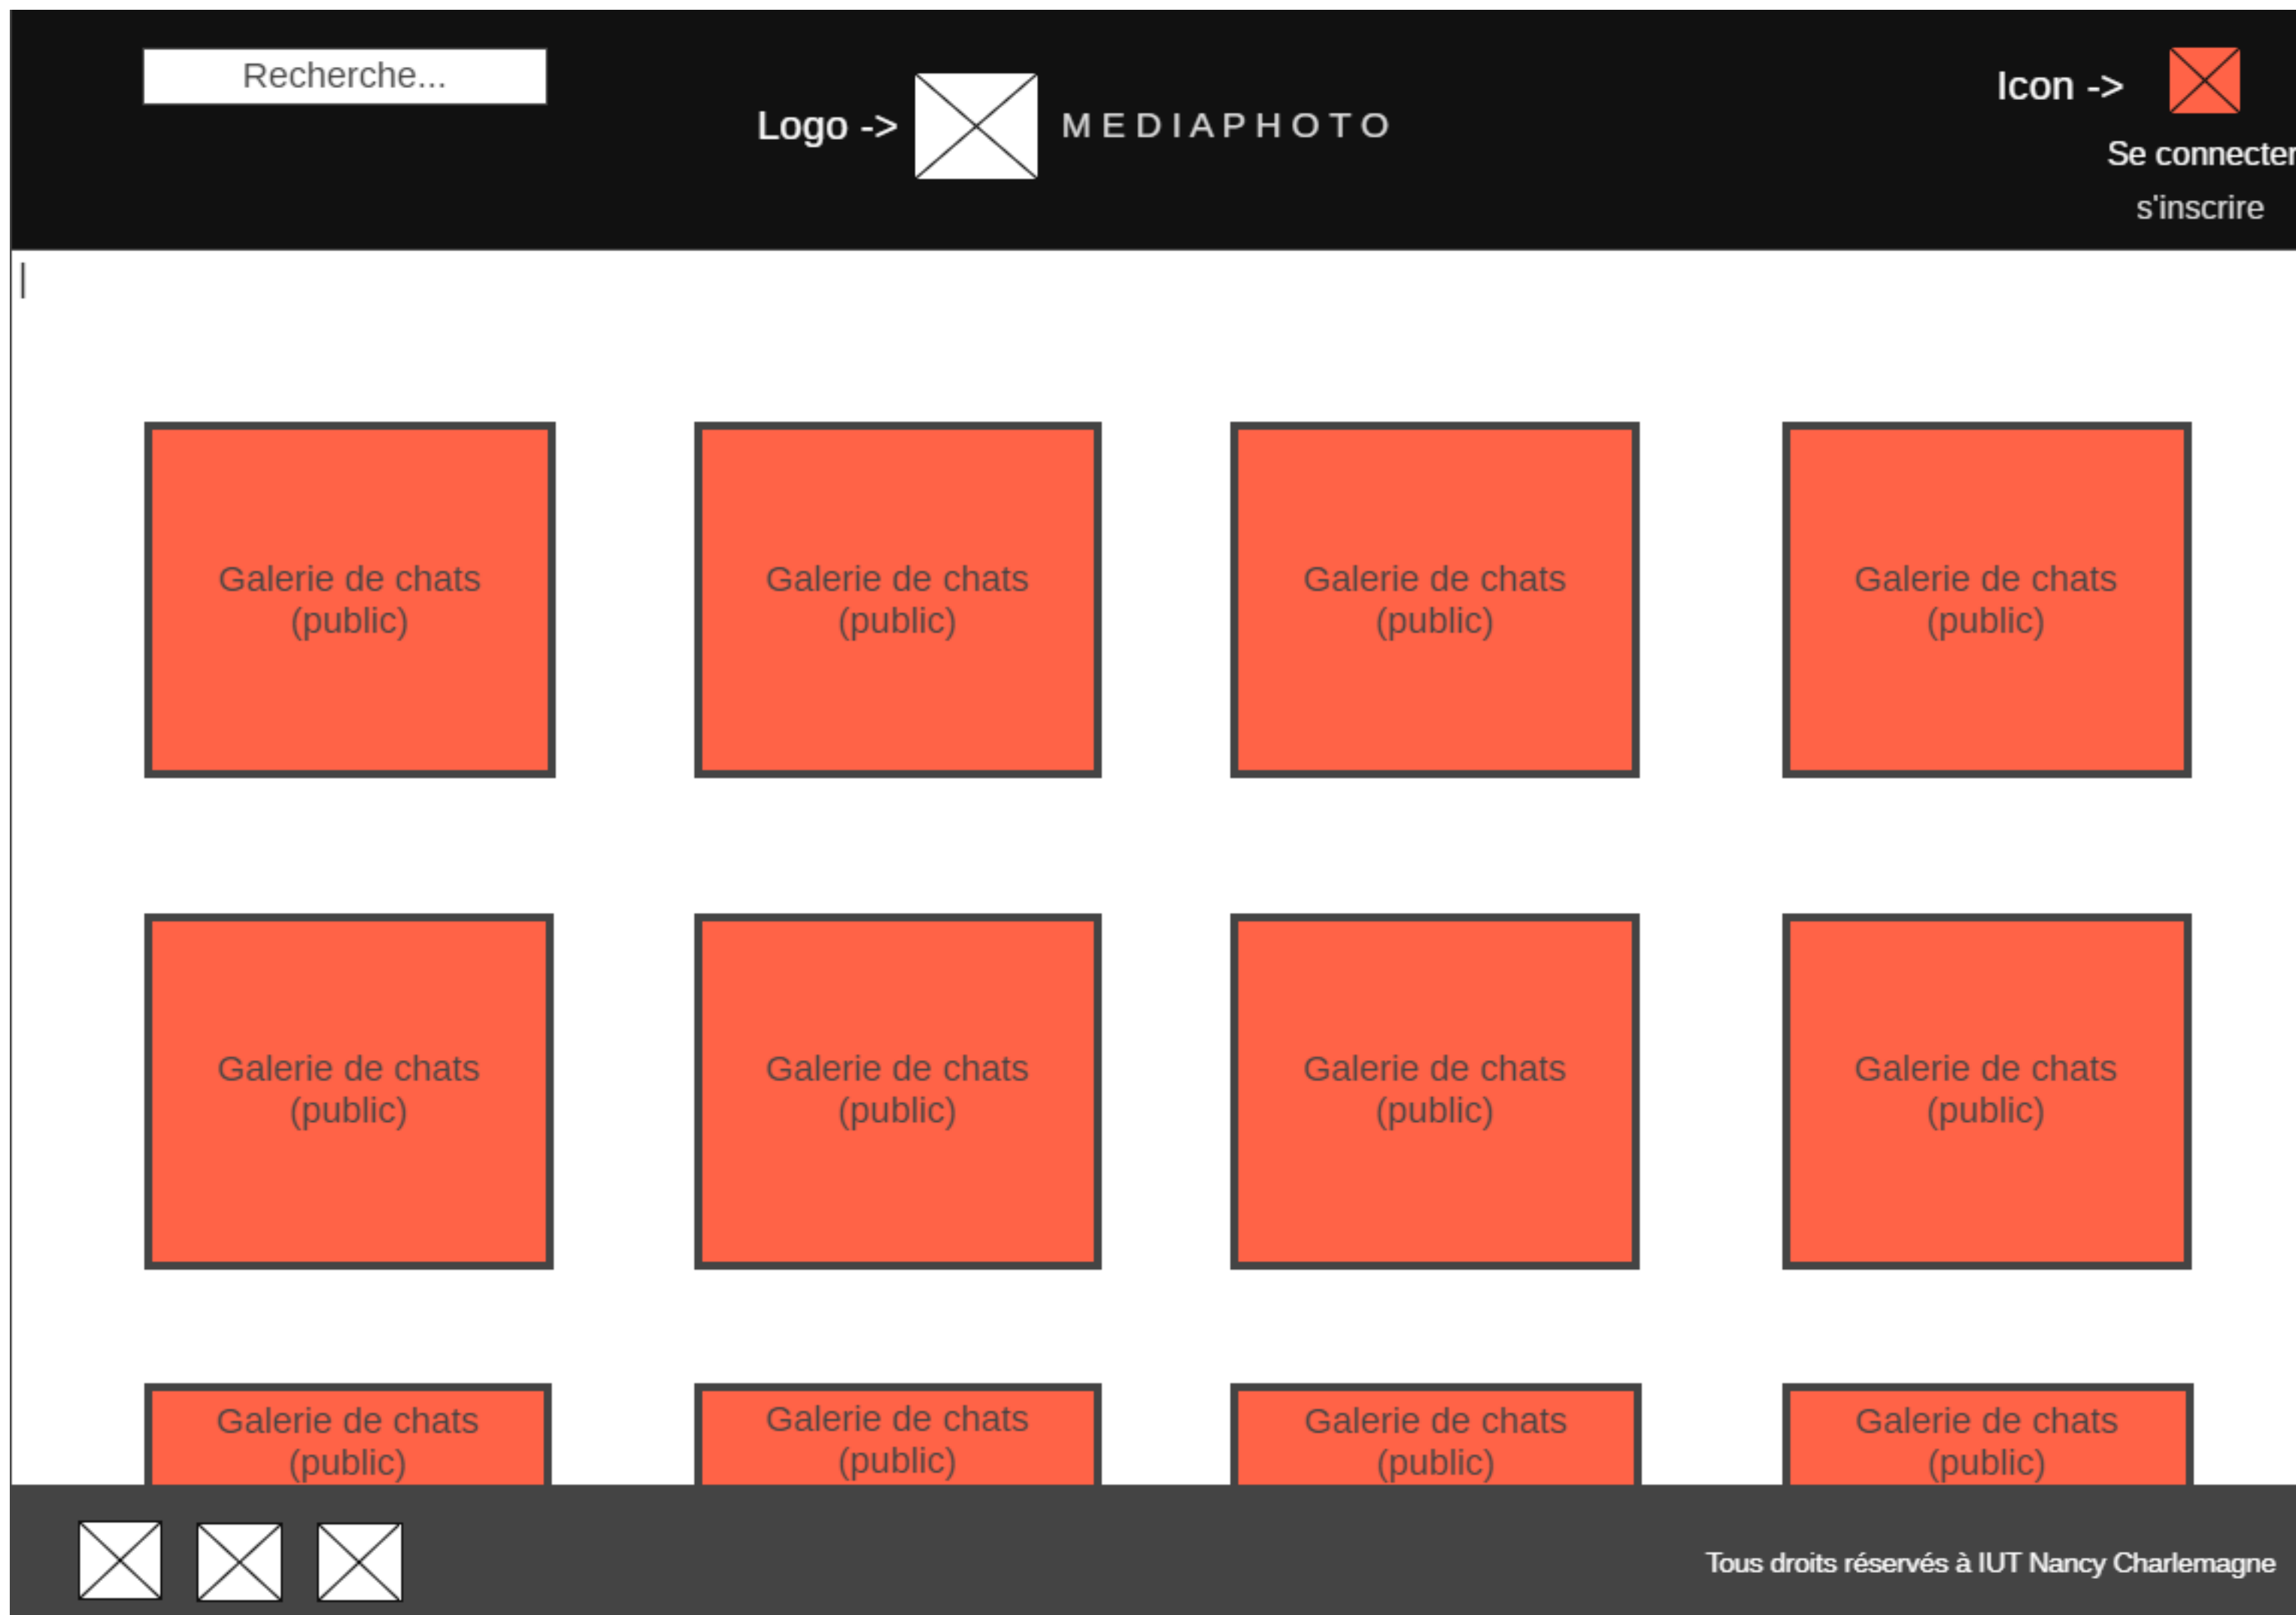 Recherche...
Logo ->
MEDIAPHOTO
Icon ->
Se connecter
s'inscrire
Galerie de chats
(public)
Galerie de chats
(public)
Galerie de chats
(public)
Galerie de chats
(public)
Galerie de chats
(public)
Galerie de chats
(public)
Galerie de chats
(public)
Galerie de chats
(public)
Galerie de chats
(public)
Galerie de chats
(public)
Galerie de chats
(public)
Galerie de chats
(public)
Tous droits réservés à IUT Nancy Charlemagne